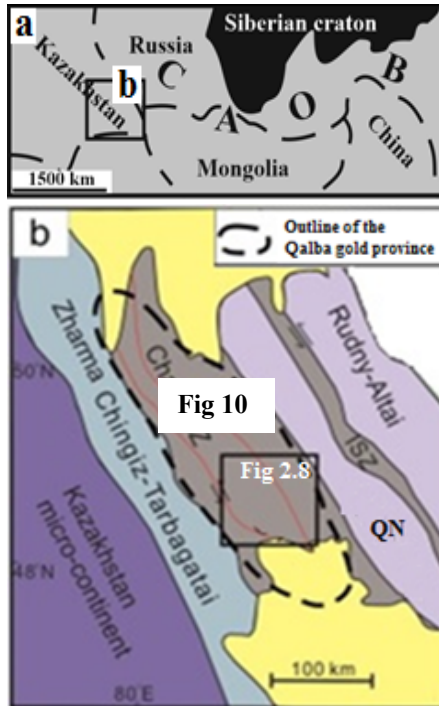 a
Russia
Siberian craton
Kazakhstan
b
C
A
O
B
Mongolia
China
1500 km
b
Outline of the
Qalba gold province
50°N
Zharma Chingiz-Tarbagatai
Rudny-Altai
Fig 10
Fig 2.8
ISZ
QN
Kazakhstan
micro-continent
48°N
100 km
80°E